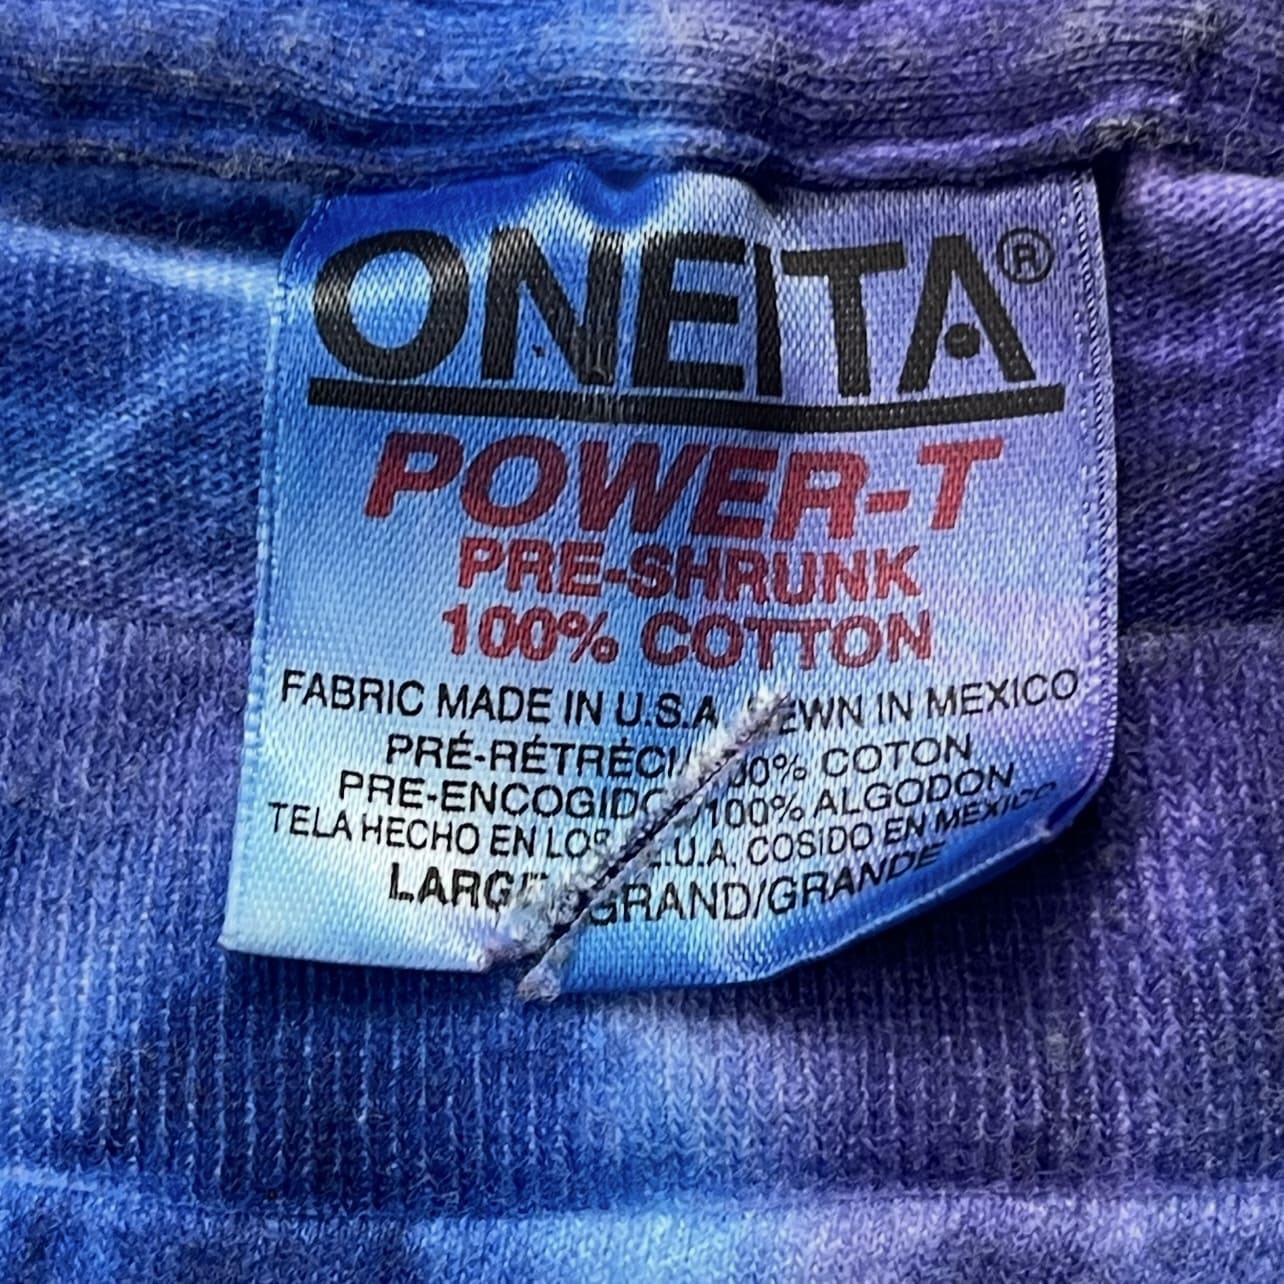 ONEITA®
POWER-T
PRE-SHRUNK
100% COTTON
FABRIC MADE IN U.S.A. SEWN IN MEXICO
PRÉ-RÉTRÉCI 100% COTON
PRE-ENCOGIDO 100% ALGODON
TELA HECHO EN LOS E.U.A. COSIDO EN MEXICO
LARGE GRAND/GRANDE